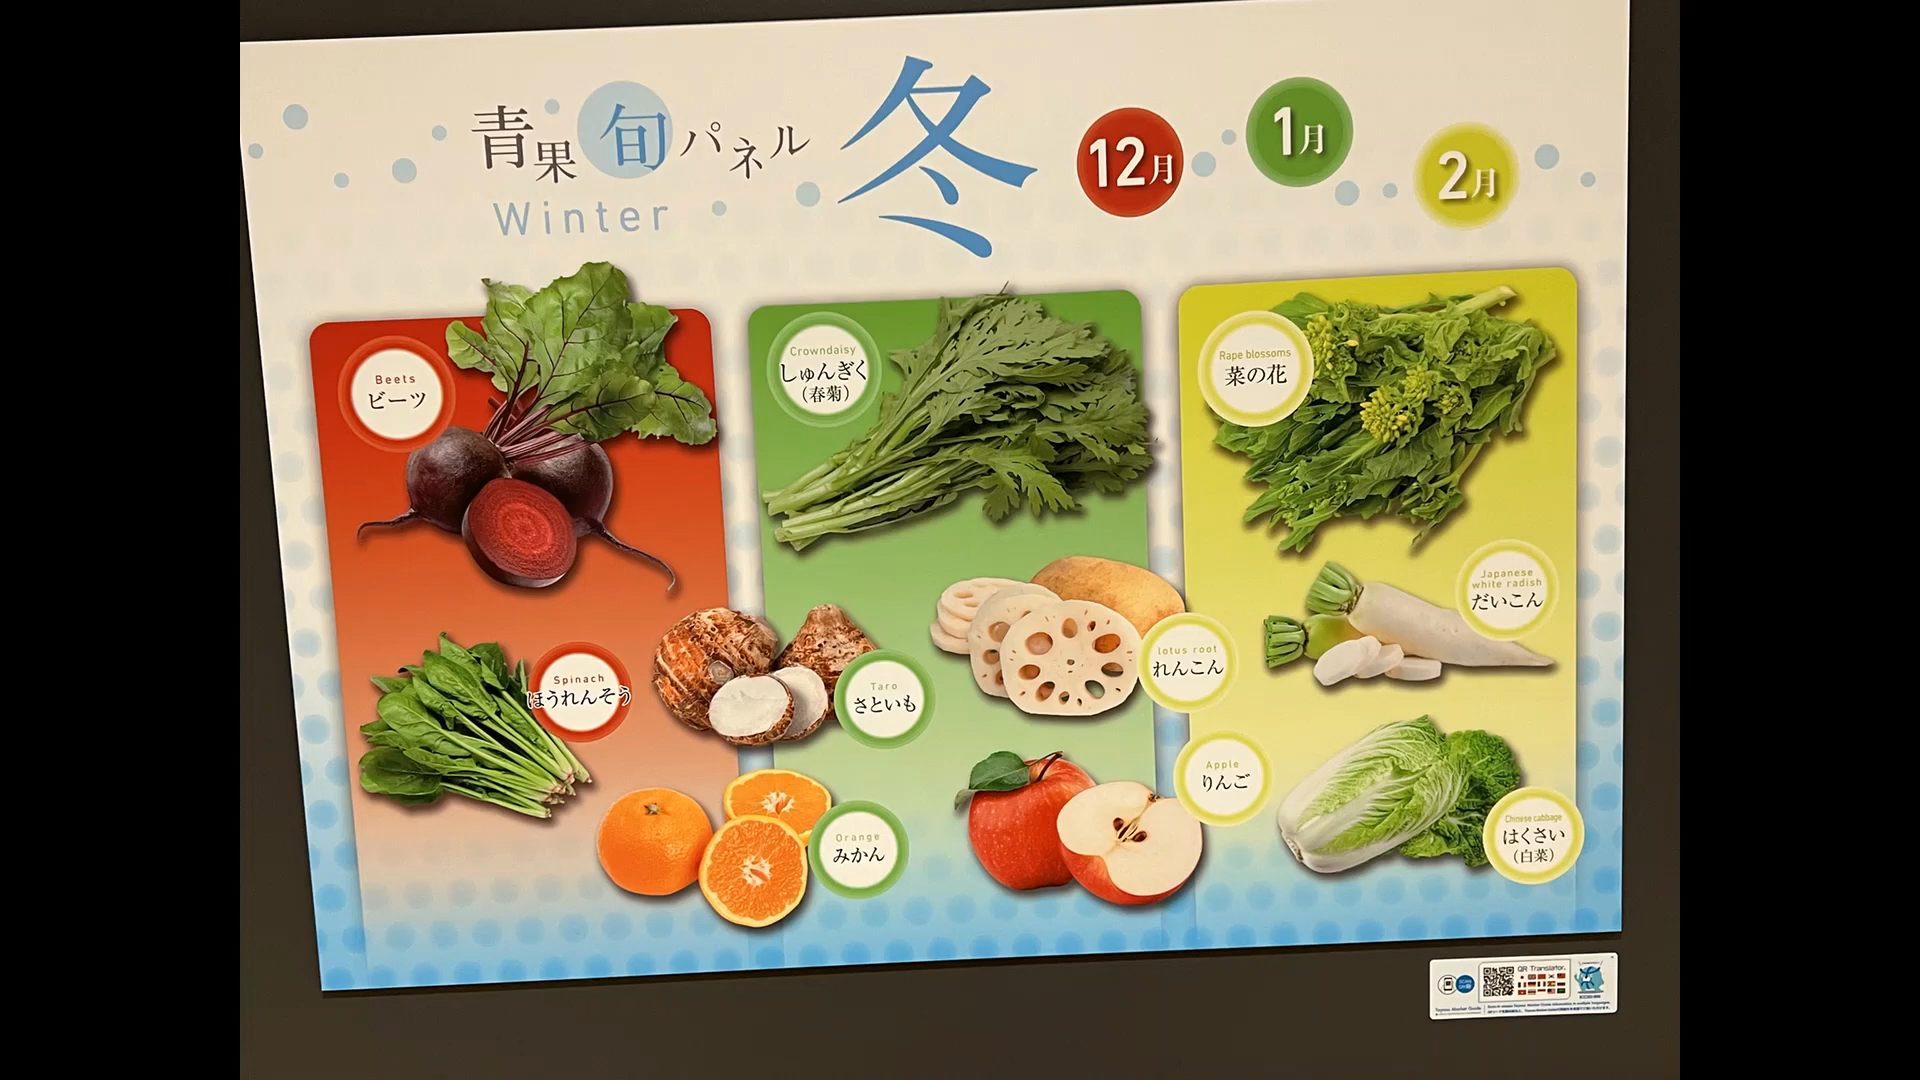 青果 旬 パネル
Winter
冬
12月
1月
2月
Beets
ビーツ
Crowndaisy
しゅんぎく
（春菊）
Rape blossoms
菜の花
Spinach
ほうれんそう
Taro
さといも
lotus root
れんこん
Japanese
white radish
だいこん
Orange
みかん
Apple
りんご
Chinese cabbage
はくさい
（白菜）
QR Translator.